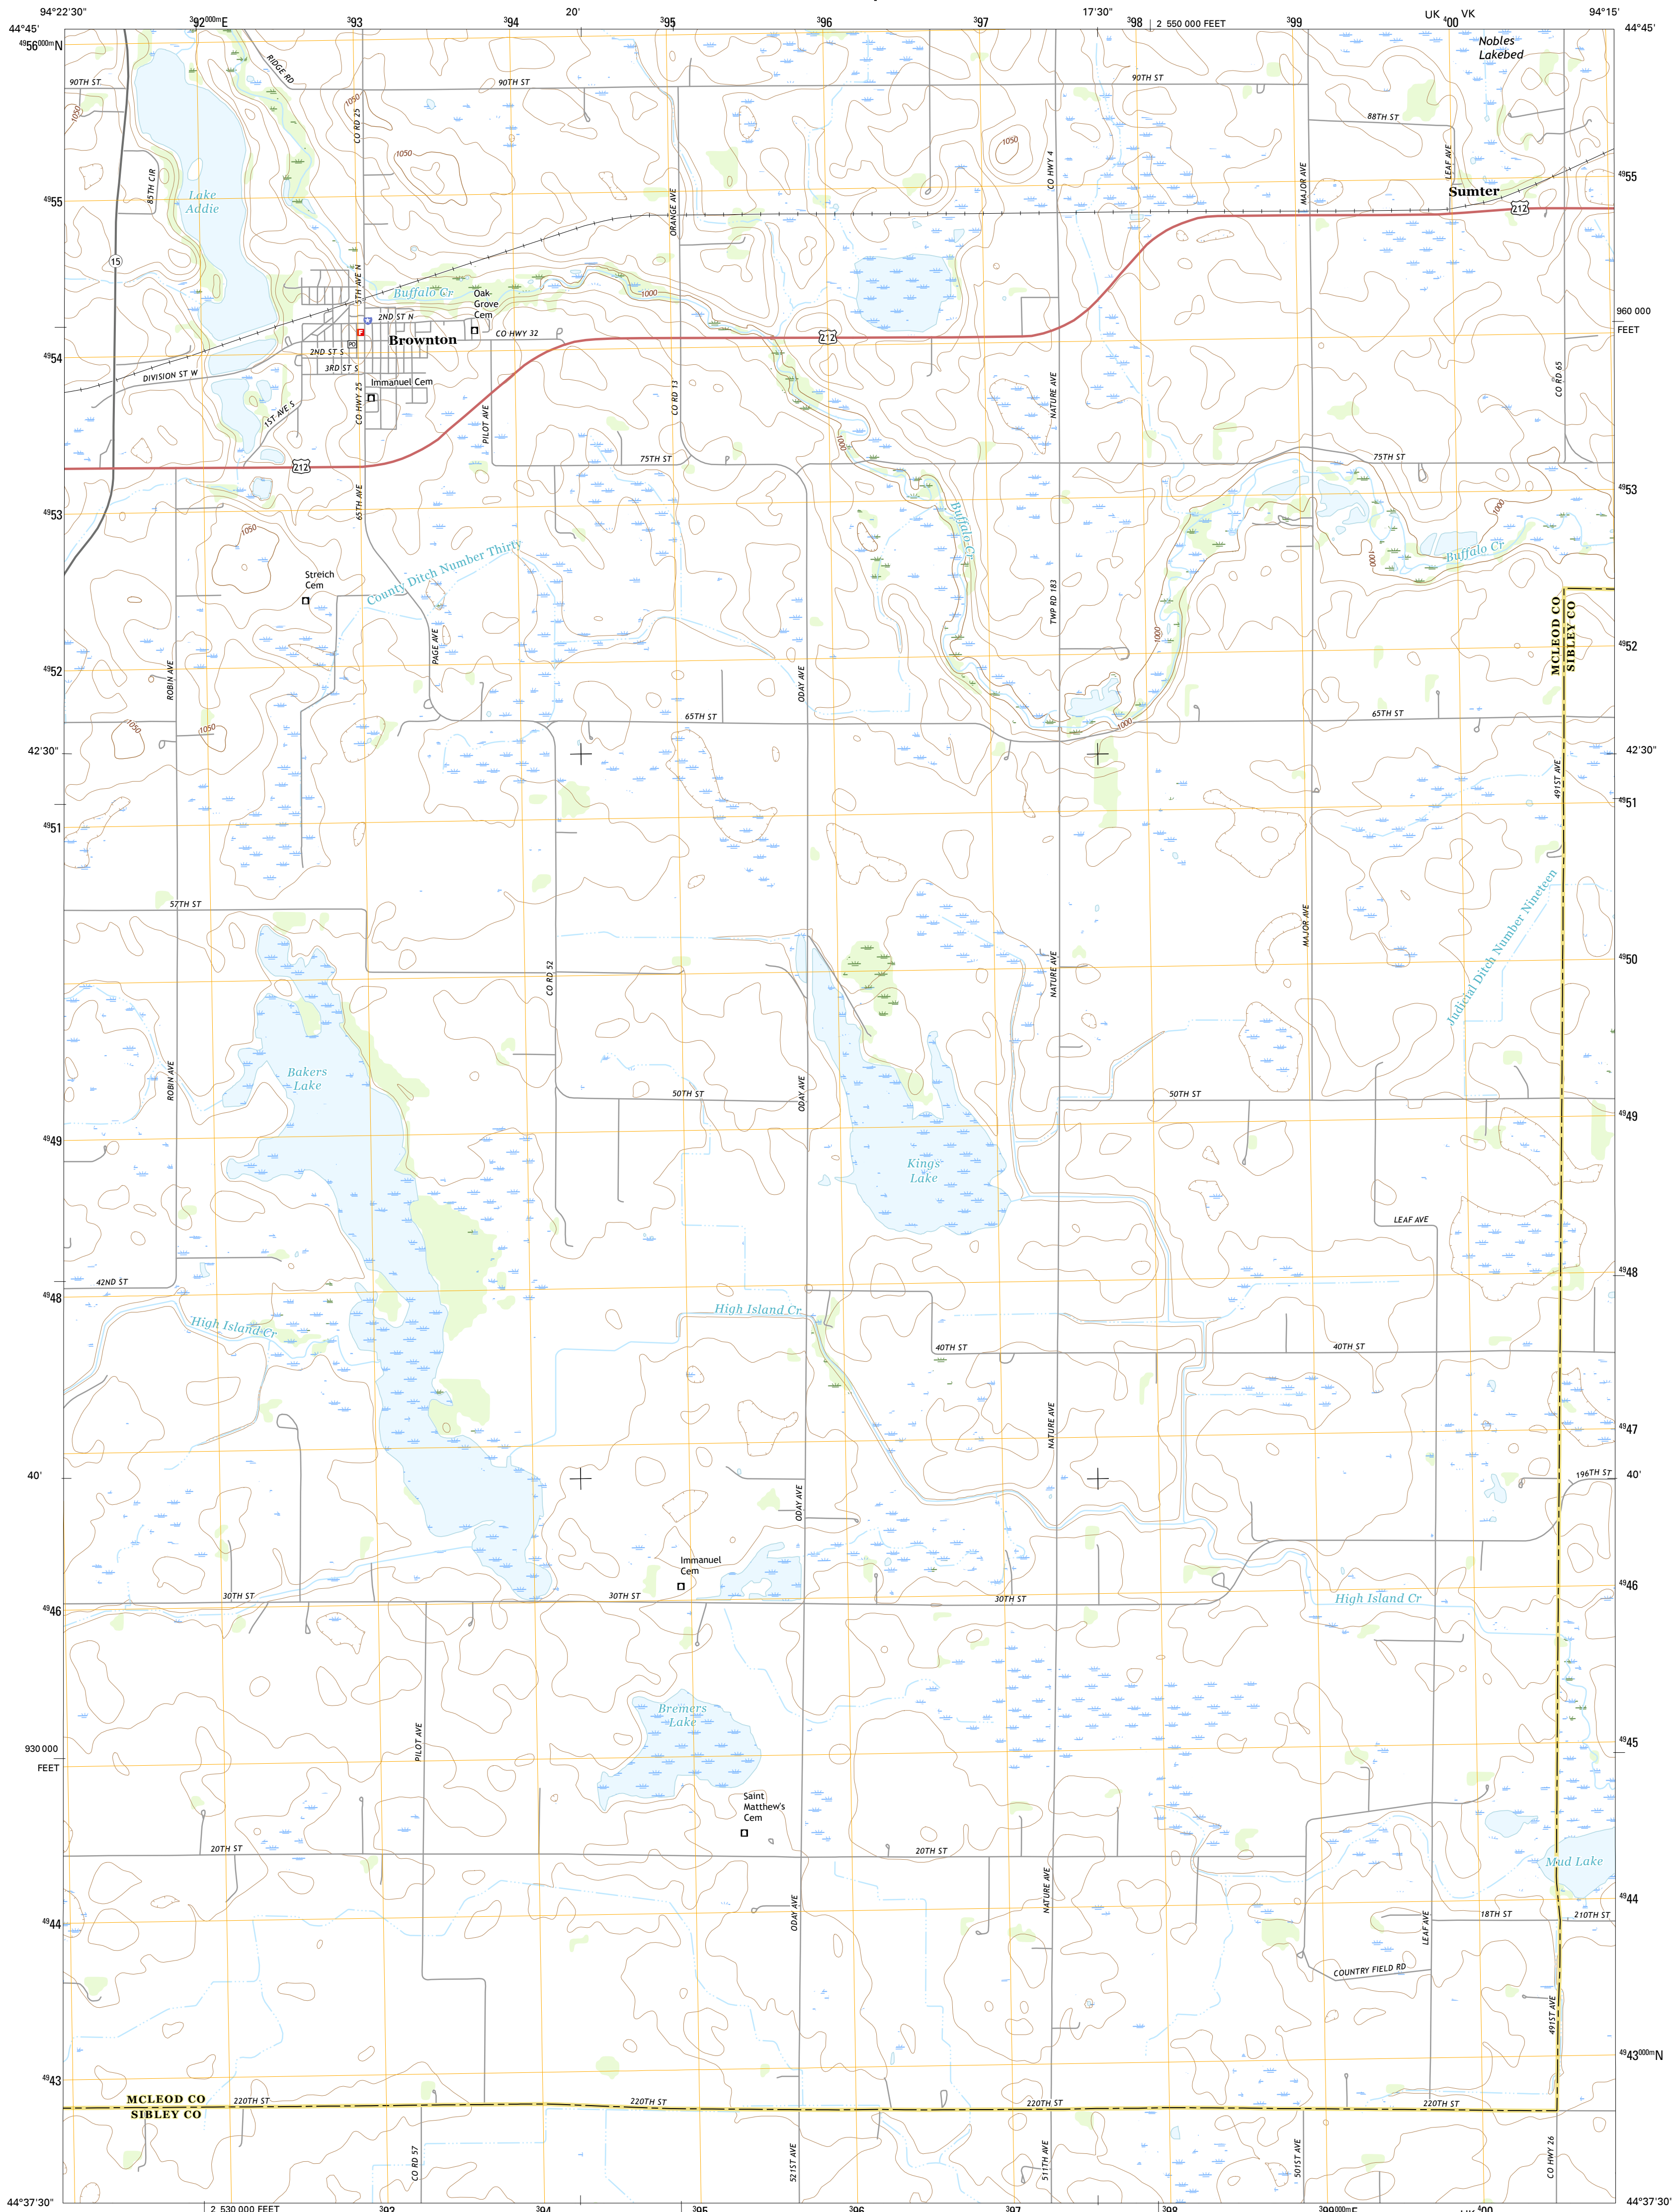 94°22'30"
³92⁰⁰⁰ᵐE
³93
³94
20'
³95
³96
³97
17'30"
³98
2 550 000 FEET
³99
UK VK
⁴00
94°15'
44°45'
44°45'
⁴⁹56⁰⁰⁰ᵐN
Nobles
Lakebed
RIDGE RD
90TH ST
90TH ST
90TH ST
1050
1050
CO RD 25
88TH ST
1050
1050
CO HWY 4
LEAF AVE
85TH CIR
MAJOR AVE
⁴⁹55
⁴⁹55
Lake
Addie
ORANGE AVE
Sumter
212
15
5TH AVE N
Buffalo Cr
Oak
Grove
Cem
1000
2ND ST N
F
CO HWY 32
960 000
FEET
PO
Brownton
212
2ND ST S
⁴⁹54
3RD ST S
DIVISION ST W
Immanuel Cem
CO RD 65
CO HWY 25
CO RD 13
NATURE AVE
1ST AVE S
PILOT AVE
1000
212
75TH ST
75TH ST
65TH AVE
⁴⁹53
⁴⁹53
1000
Buffalo Cr
1050
County Ditch Number Thirty
Buffalo Cr
1000
Streich
Cem
TWP RD 183
MCLEOD CO
SIBLEY CO
1000
PAGE AVE
⁴⁹52
⁴⁹52
ROBIN AVE
ODAY AVE
65TH ST
65TH ST
1050
1050
1000
42'30"
42'30"
491ST AVE
⁴⁹51
⁴⁹51
57TH ST
Judicial Ditch Number Nineteen
MAJOR AVE
CO RD 52
NATURE AVE
⁴⁹50
Bakers
Lake
ROBIN AVE
ODAY AVE
50TH ST
50TH ST
⁴⁹49
⁴⁹49
Kings
Lake
LEAF AVE
42ND ST
⁴⁹48
⁴⁹48
High Island Cr
High Island Cr
40TH ST
40TH ST
NATURE AVE
⁴⁹47
40'
40'
196TH ST
ODAY AVE
Immanuel
Cem
30TH ST
30TH ST
30TH ST
High Island Cr
⁴⁹46
⁴⁹46
Bremers
Lake
PILOT AVE
930 000
FEET
⁴⁹45
Saint
Matthew's
Cem
20TH ST
20TH ST
Mud Lake
NATURE AVE
ODAY AVE
⁴⁹44
⁴⁹44
LEAF AVE
18TH ST
210TH ST
COUNTRY FIELD RD
491ST AVE
⁴⁹43⁰⁰⁰ᵐN
⁴⁹43
MCLEOD CO
SIBLEY CO
220TH ST
220TH ST
220TH ST
220TH ST
CO RD 57
521ST AVE
511TH AVE
501ST AVE
CO HWY 26
44°37'30"
44°37'30"
2 530 000 FEET
³93
³94
³95
³96
³97
³98
³99⁰⁰⁰ᵐE
⁴00